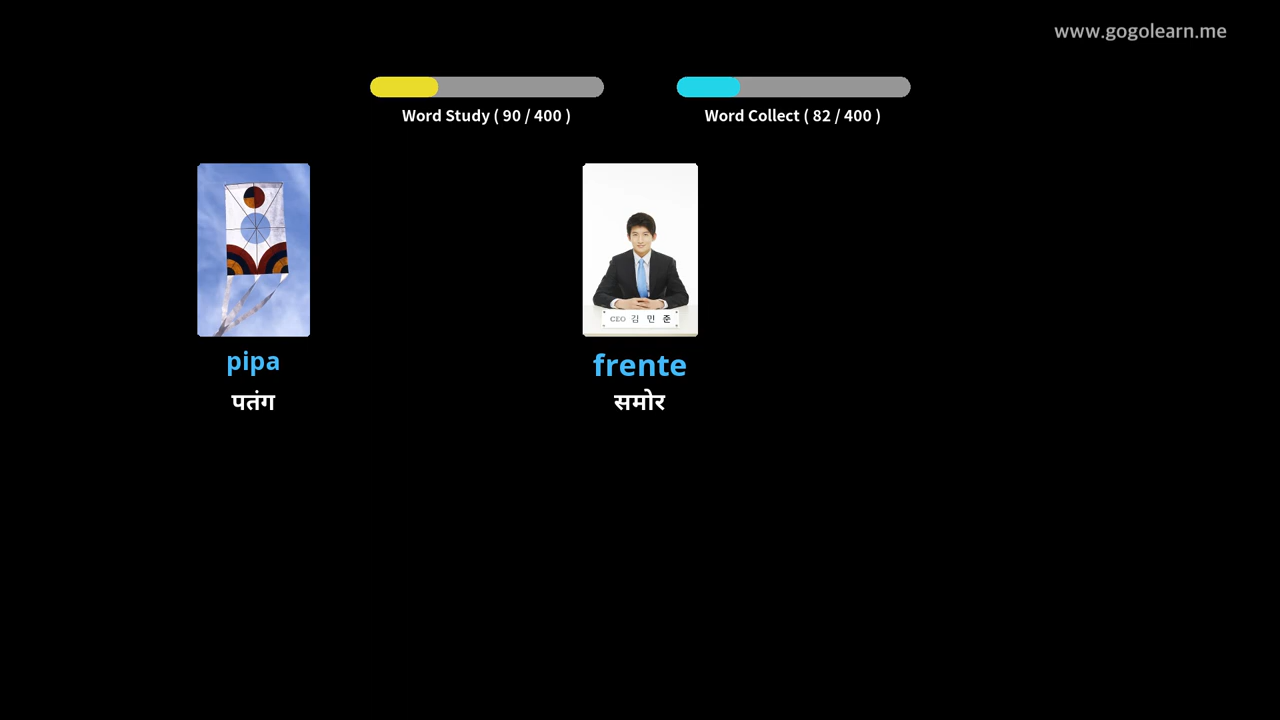 www.gogolearn.me
Word Study ( 90 / 400 )
Word Collect ( 82 / 400 )
CEO 김 민 준
pipa
पतंग
frente
समोर